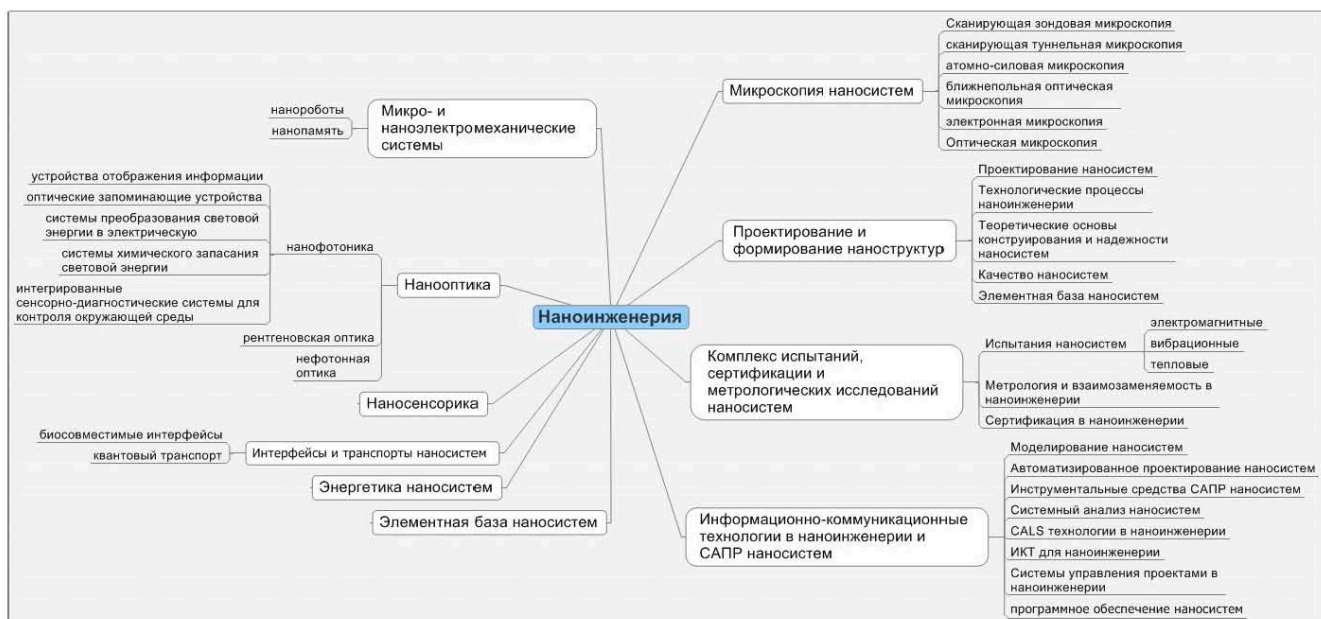 Наноинженерия
Микро- и
наноэлектромеханические
системы
нанороботы
нанопамять
Нанооптика
нанофотоника
устройства отображения информации
оптические запоминающие устройства
системы преобразования световой
энергии в электрическую
системы химического запасания
световой энергии
интегрированные
сенсорно-диагностические системы для
контроля окружающей среды
рентгеновская оптика
нефотонная
оптика
Наносенсорика
Интерфейсы и транспорты наносистем
биосовместимые интерфейсы
квантовый транспорт
Энергетика наносистем
Элементная база наносистем
Микроскопия наносистем
Сканирующая зондовая микроскопия
сканирующая туннельная микроскопия
атомно-силовая микроскопия
ближнепольная оптическая
микроскопия
электронная микроскопия
Оптическая микроскопия
Проектирование и
формирование наноструктур
Проектирование наносистем
Технологические процессы
наноинженерии
Теоретические основы
конструирования и надежности
наносистем
Качество наносистем
Элементная база наносистем
Комплекс испытаний,
сертификации и
метрологических исследований
наносистем
Испытания наносистем
электромагнитные
вибрационные
тепловые
Метрология и взаимозаменяемость в
наноинженерии
Сертификация в наноинженерии
Информационно-коммуникационные
технологии в наноинженерии и
САПР наносистем
Моделирование наносистем
Автоматизированное проектирование наносистем
Инструментальные средства САПР наносистем
Системный анализ наносистем
CALS технологии в наноинженерии
ИКТ для наноинженерии
Системы управления проектами в
наноинженерии
программное обеспечение наносистем